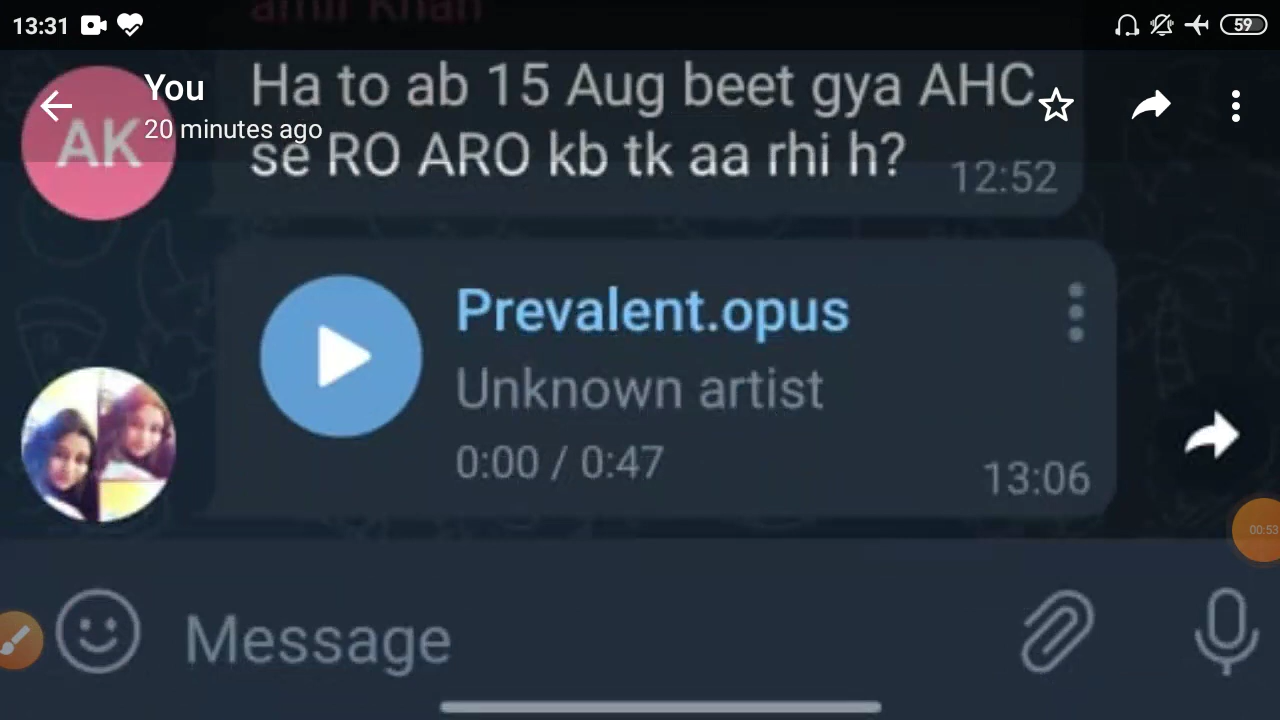 13:31
59
amir khan
You
20 minutes ago
AK
Ha to ab 15 Aug beet gya AHC
se RO ARO kb tk aa rhi h?
12:52
Prevalent.opus
Unknown artist
0:00 / 0:47
13:06
00:53
Message